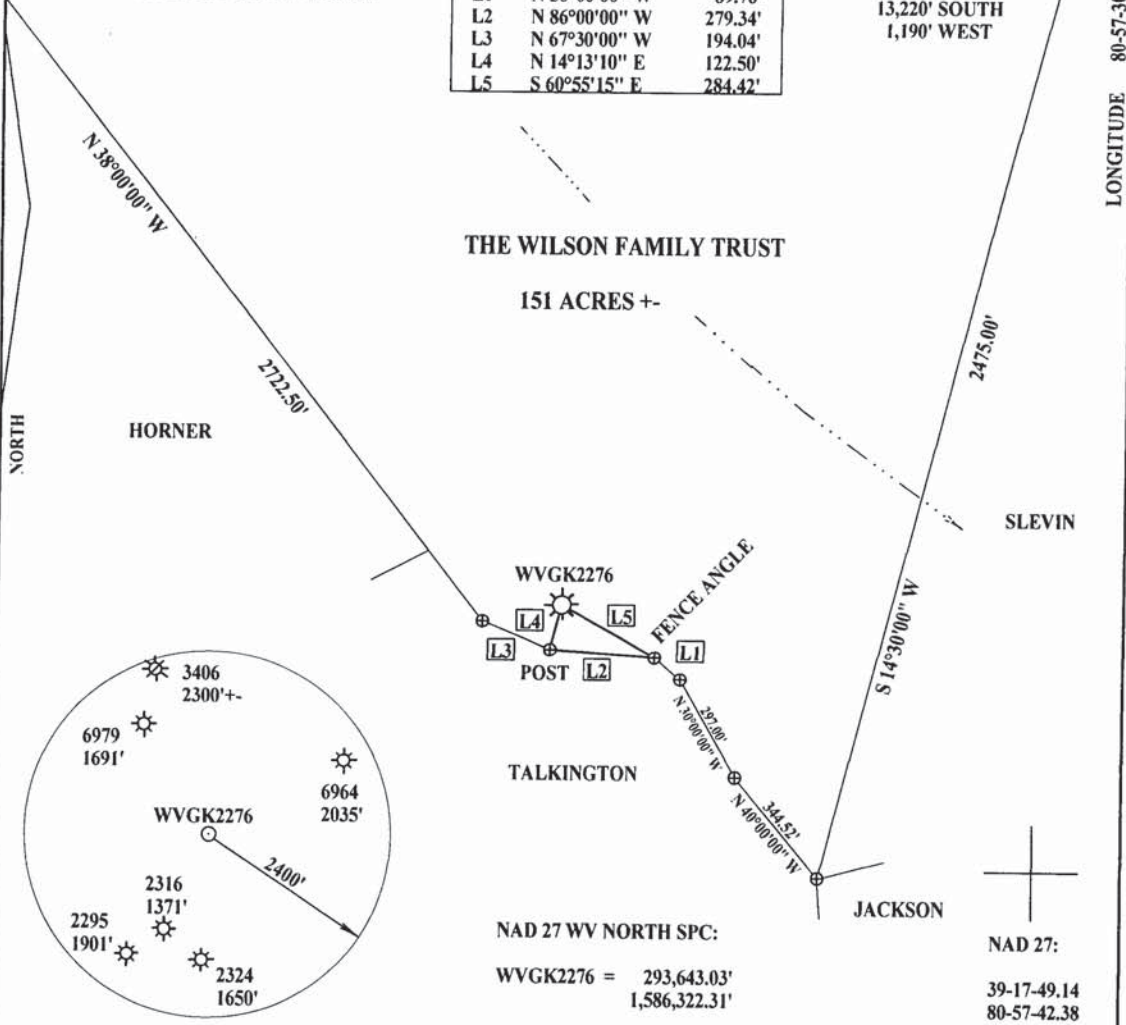 L2 N 86°00'00" W 279.34'
L3 N 67°30'00" W 194.04'
L4 N 14°13'10" E 122.50'
L5 S 60°55'15" E 284.42'
13,220' SOUTH
1,190' WEST
LONGITUDE
N 38°00'00" W
THE WILSON FAMILY TRUST
151 ACRES +-
2475.00'
2722.50'
NORTH
HORNER
SLEVIN
WVGK2276
FENCE ANGLE
L4
L5
L3
L1
POST
L2
S 14°30'00" W
3406
2300'+-
6979
1691'
297.00'
N 30°00'00" W
TALKINGTON
6964
2035'
WVGK2276
344.52'
N 40°00'00" W
2400'
2316
1371'
2295
1901'
2324
1650'
JACKSON
NAD 27 WV NORTH SPC:
WVGK2276 = 293,643.03'
1,586,322.31'
NAD 27:
39-17-49.14
80-57-42.38